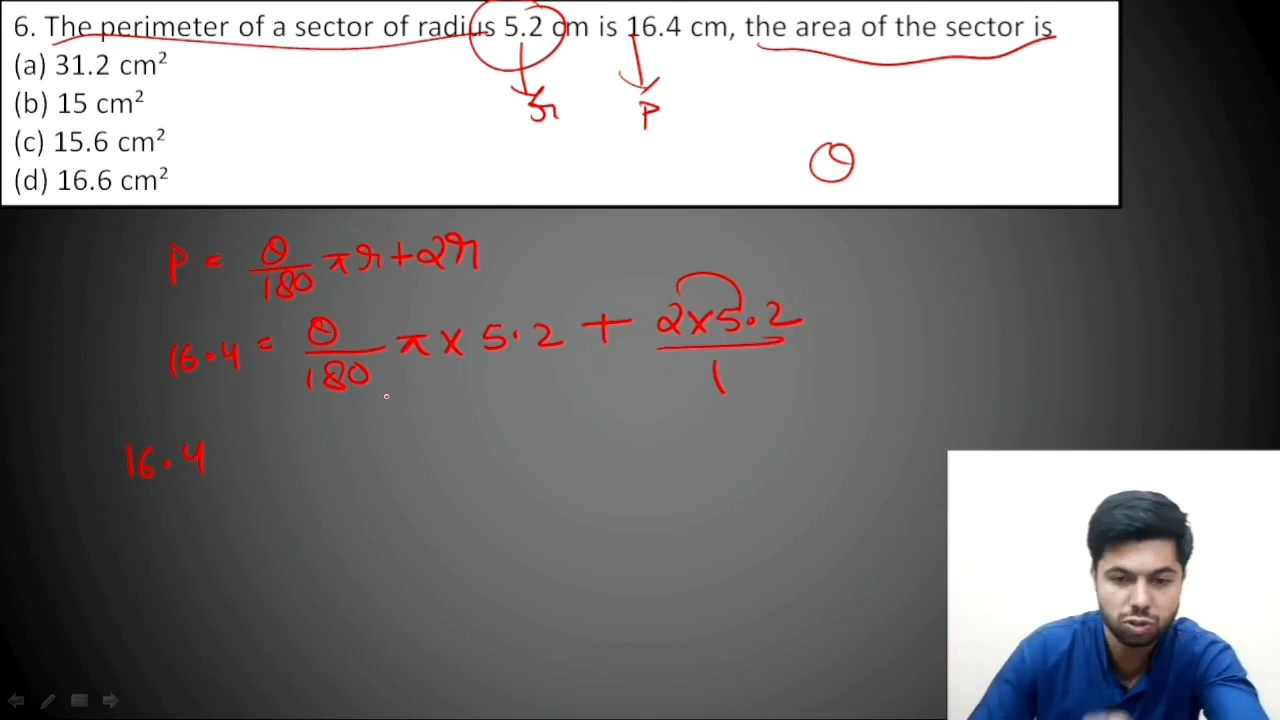 6. The perimeter of a sector of radius 5.2 cm is 16.4 cm, the area of the sector is
(a) 31.2 cm²
(b) 15 cm²
(c) 15.6 cm²
(d) 16.6 cm²
r P
θ
P = θ/180 πr + 2r
16.4 = θ/180 π × 5.2 + 2×5.2/1
16.4